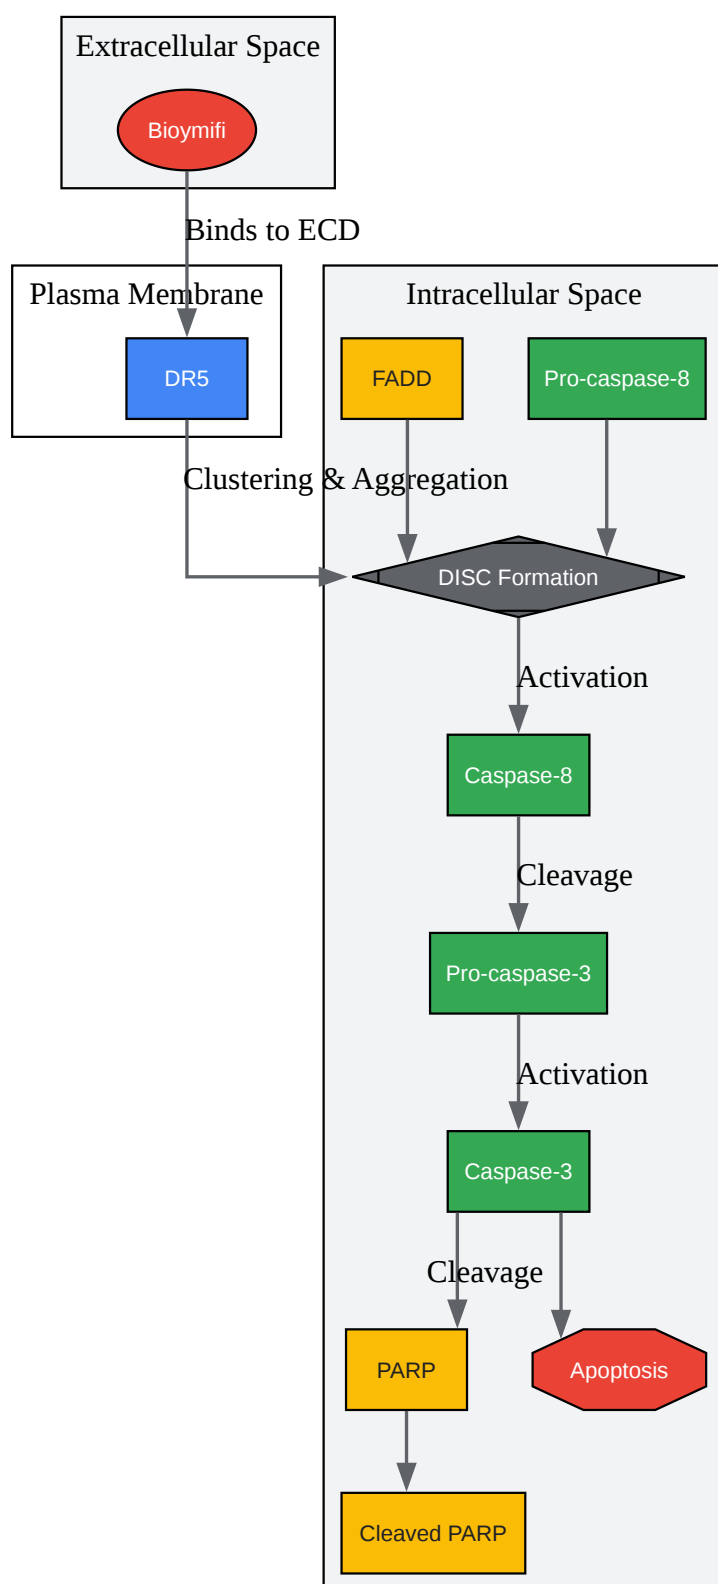 Extracellular Space
Bioymifi
Binds to ECD
Plasma Membrane
Intracellular Space
DR5
FADD
Pro-caspase-8
Clustering & Aggregation
DISC Formation
Activation
Caspase-8
Cleavage
Pro-caspase-3
Activation
Caspase-3
Cleavage
PARP
Apoptosis
Cleaved PARP